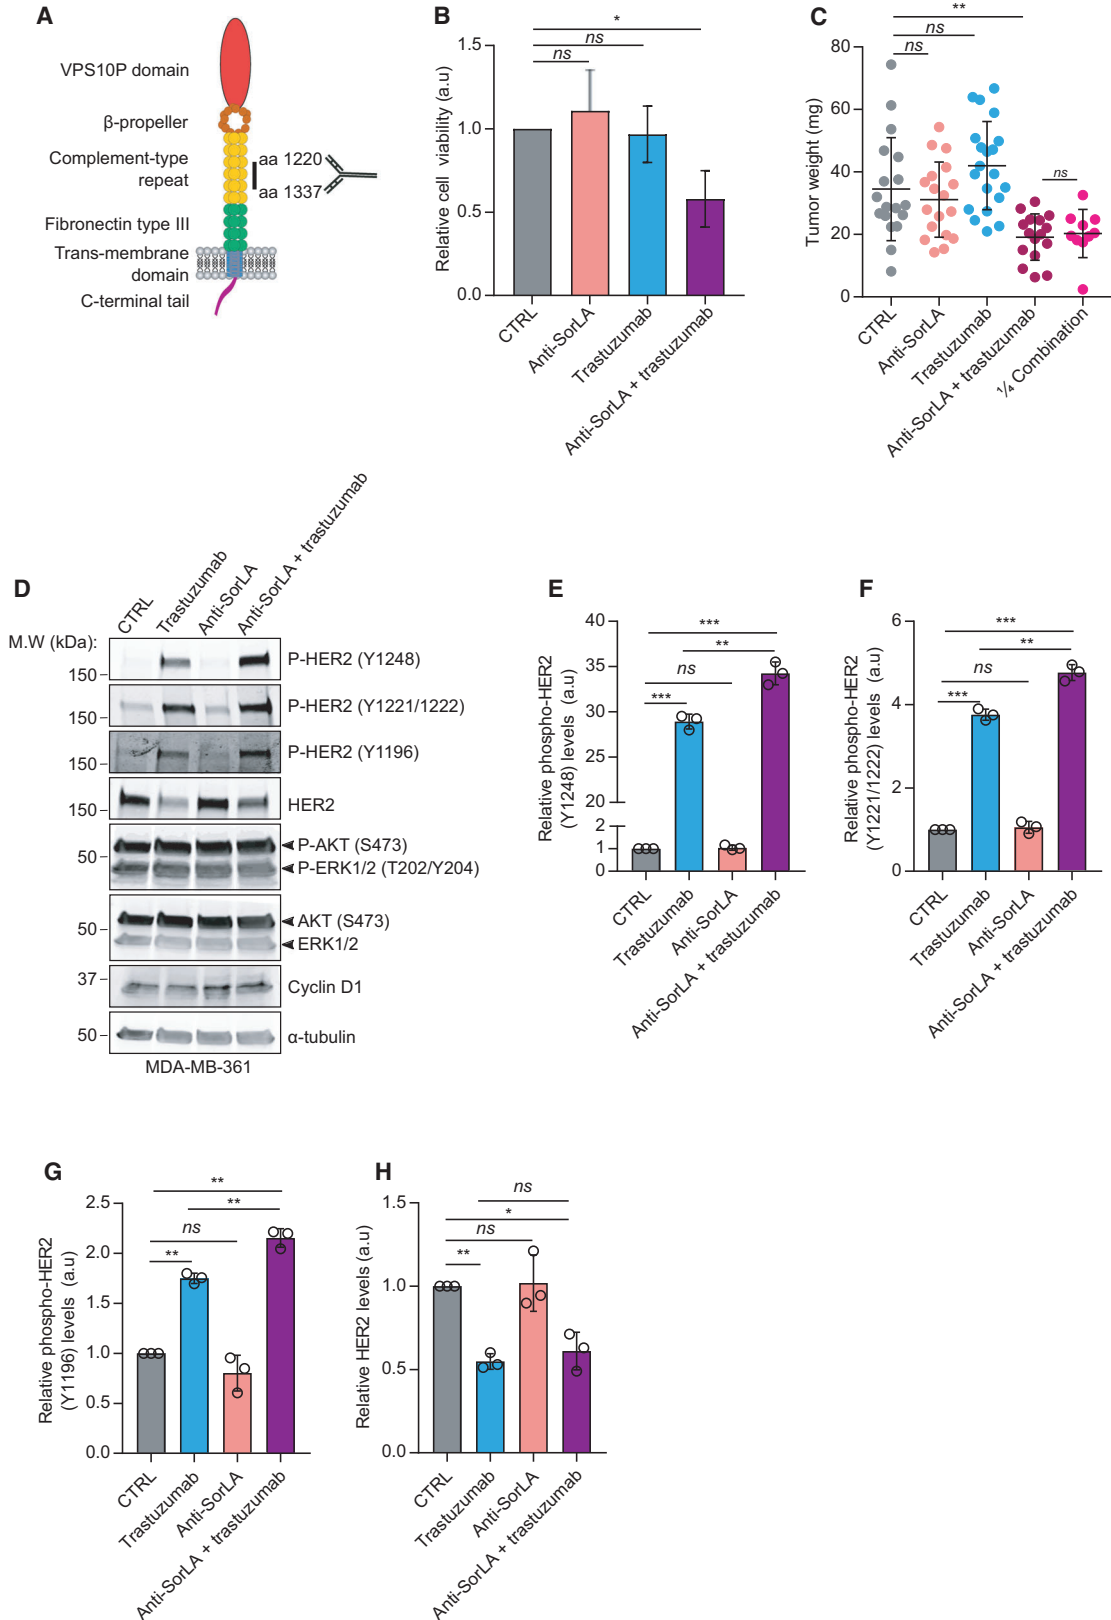 A
VPS10P domain
β-propeller
Complement-type
repeat
aa 1220
aa 1337
Fibronectin type III
Trans-membrane
domain
C-terminal tail
B
Relative cell viability (a.u)
1.5
1.0
0.5
0.0
*
ns
ns
CTRL
Anti-SorLA
Trastuzumab
Anti-SorLA + trastuzumab
C
Tumor weight (mg)
80
60
40
20
0
**
ns
ns
ns
CTRL
Anti-SorLA
Trastuzumab
Anti-SorLA + trastuzumab
¼ Combination
D
CTRL
Trastuzumab
Anti-SorLA
Anti-SorLA + trastuzumab
M.W (kDa):
150
P-HER2 (Y1248)
150
P-HER2 (Y1221/1222)
150
P-HER2 (Y1196)
150
HER2
50
P-AKT (S473)
P-ERK1/2 (T202/Y204)
50
AKT (S473)
ERK1/2
37
Cyclin D1
50
α-tubulin
MDA-MB-361
E
Relative phospho-HER2
(Y1248) levels (a.u)
40
35
30
25
20
2
1
0
***
**
ns
***
CTRL
Trastuzumab
Anti-SorLA
Anti-SorLA + trastuzumab
F
Relative phospho-HER2
(Y1221/1222) levels (a.u)
6
4
2
0
***
**
ns
***
CTRL
Trastuzumab
Anti-SorLA
Anti-SorLA + trastuzumab
G
Relative phospho-HER2
(Y1196) levels (a.u)
2.5
2.0
1.5
1.0
0.5
0.0
**
**
ns
**
CTRL
Trastuzumab
Anti-SorLA
Anti-SorLA + trastuzumab
H
Relative HER2 levels (a.u)
1.5
1.0
0.5
0.0
ns
*
ns
**
CTRL
Trastuzumab
Anti-SorLA
Anti-SorLA + trastuzumab